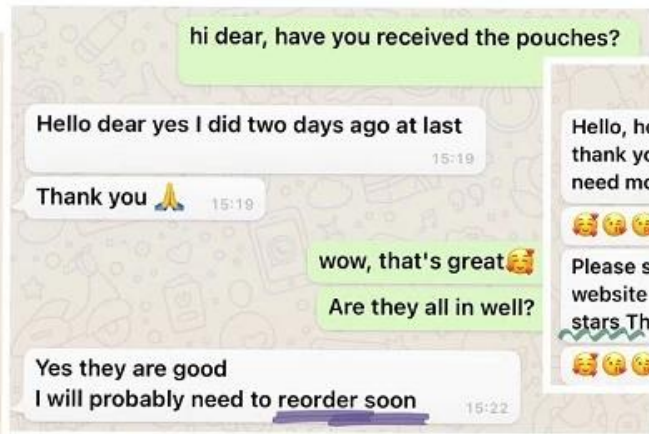 hi dear, have you received the pouches?
Hello dear yes I did two days ago at last
15:19
Thank you 🙏 15:19
wow, that's great🥰
Are they all in well?
Yes they are good
I will probably need to reorder soon
15:22
Hello,
thank
need
🥰😘
Please
website
stars
🥰😘